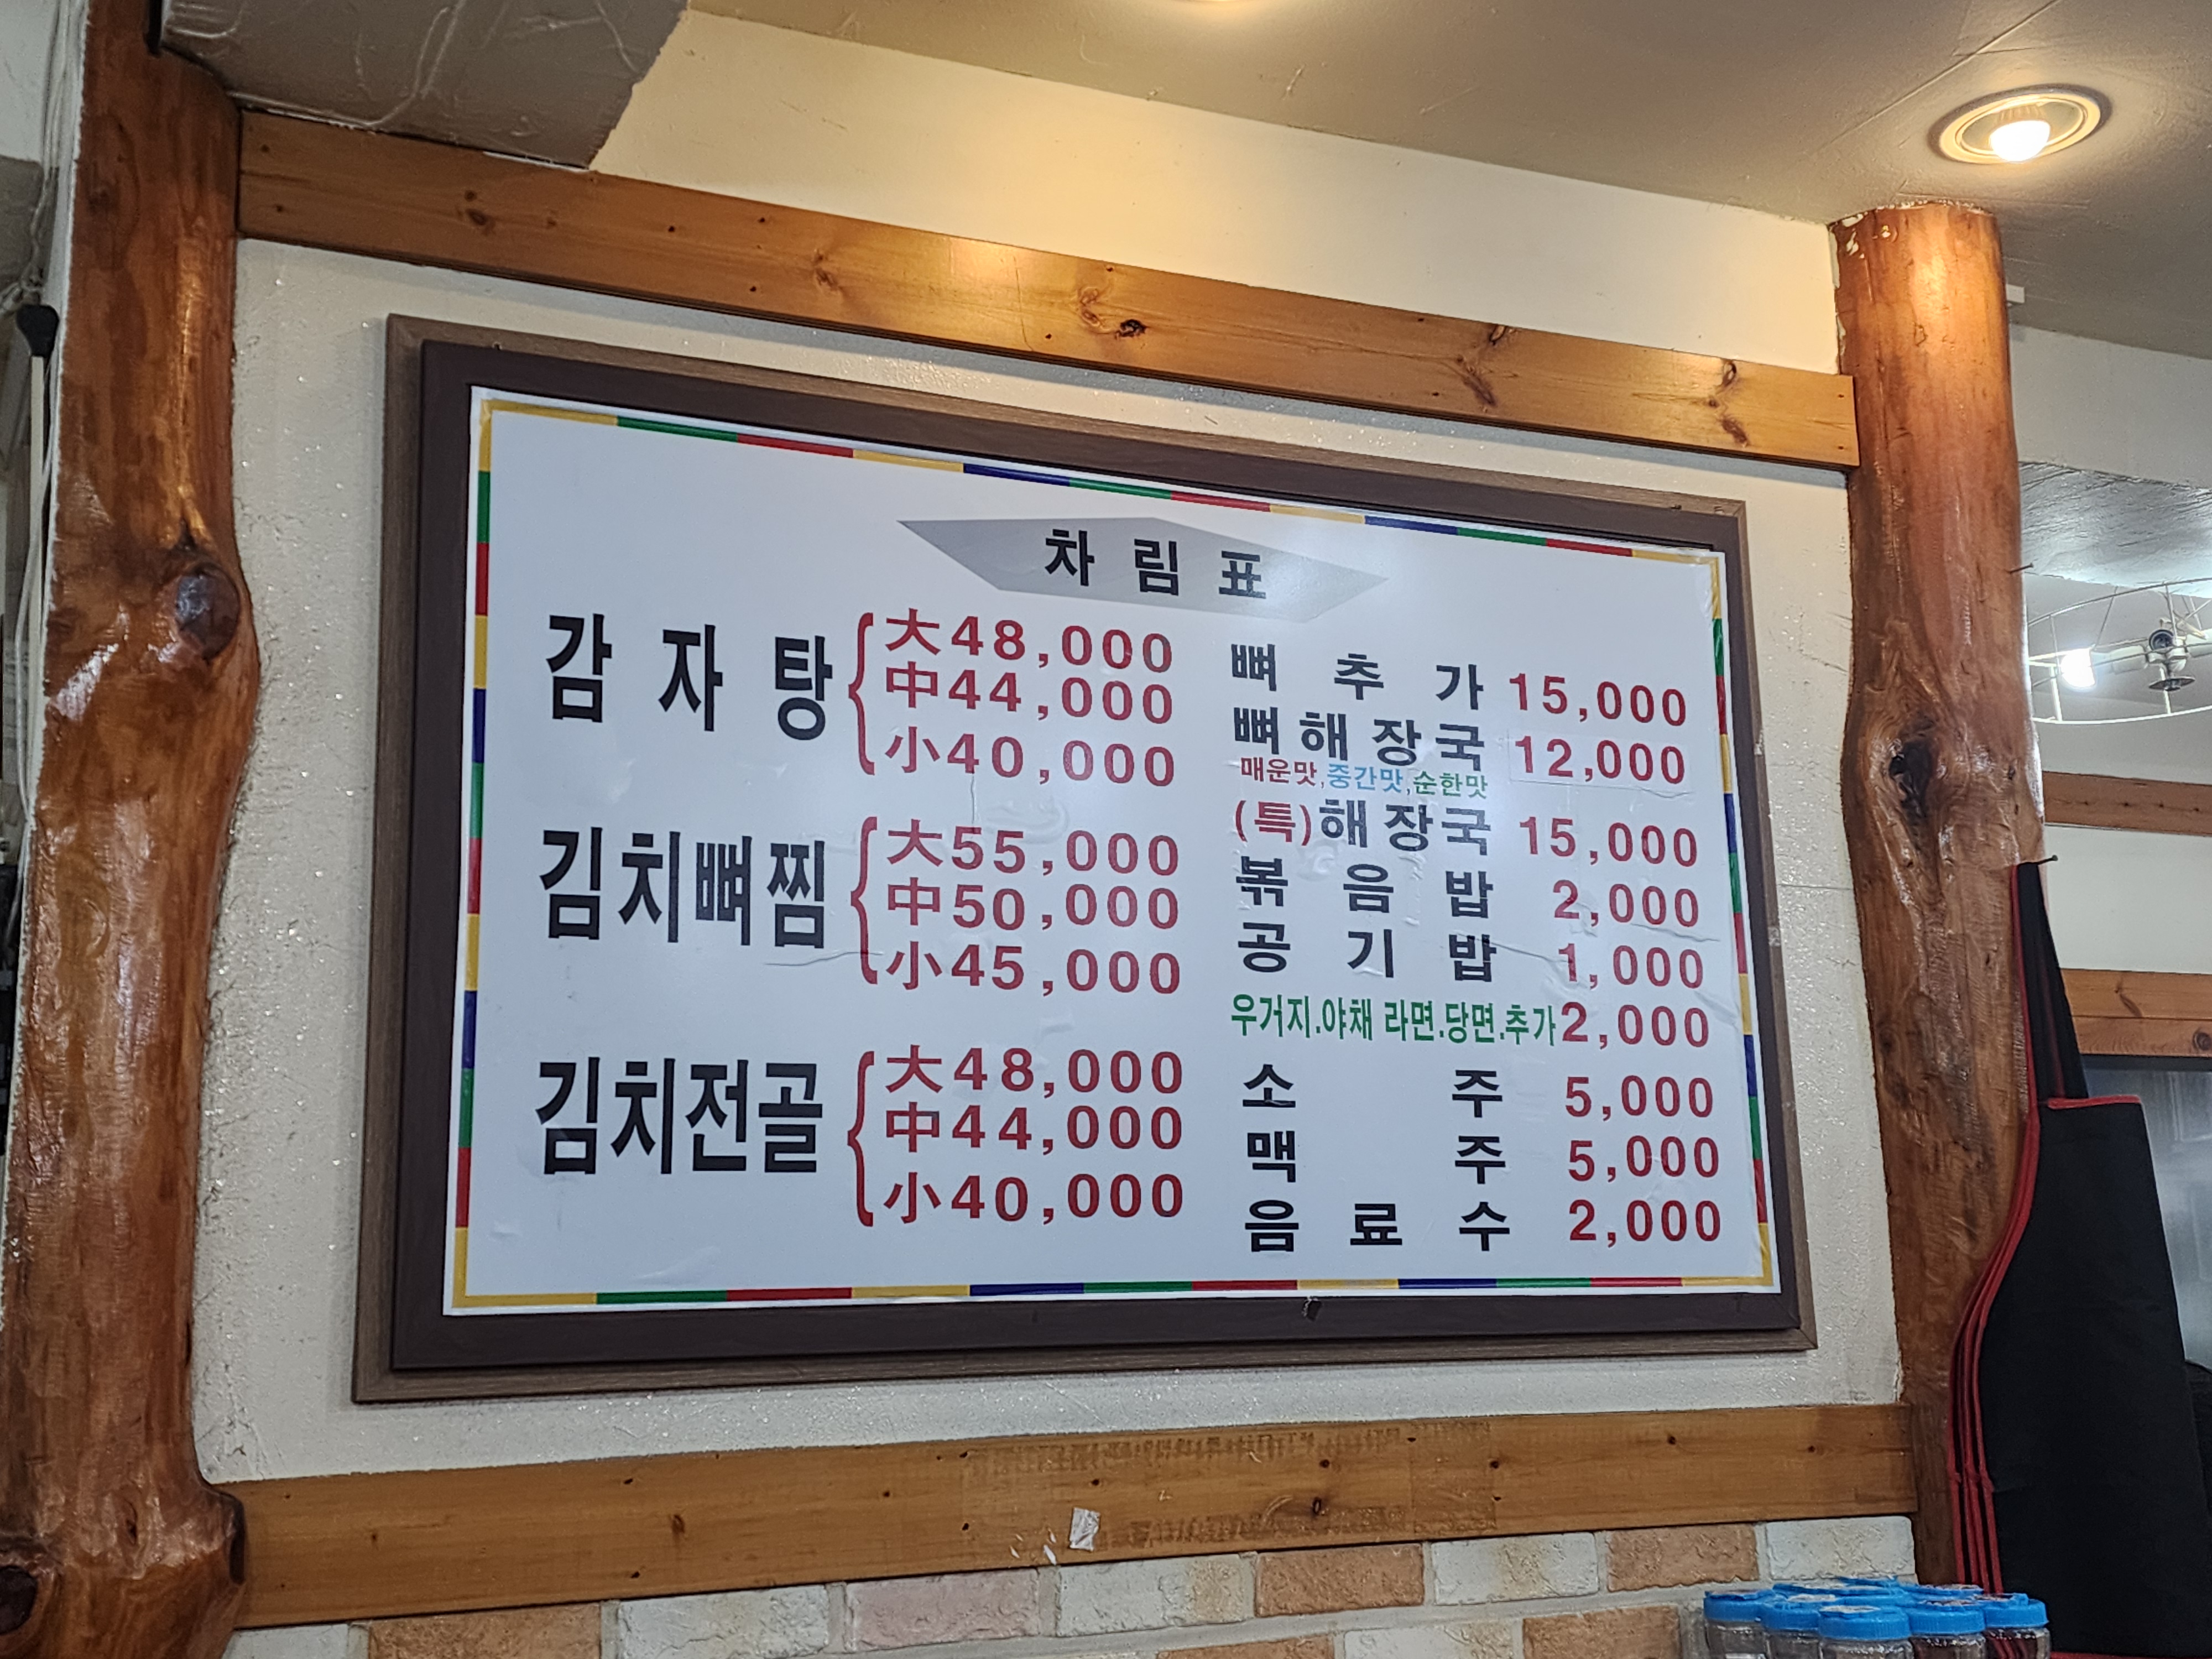 차림표
감자탕
大48,000
中44,000
小40,000
김치뼈찜
大55,000
中50,000
小45,000
김치전골
大48,000
中44,000
小40,000
뼈추가 15,000
뼈해장국 12,000
매운맛,중간맛,순한맛
(특)해장국 15,000
볶음밥 2,000
공기밥 1,000
우거지.야채 라면.당면.추가 2,000
소주 5,000
맥주 5,000
음료수 2,000